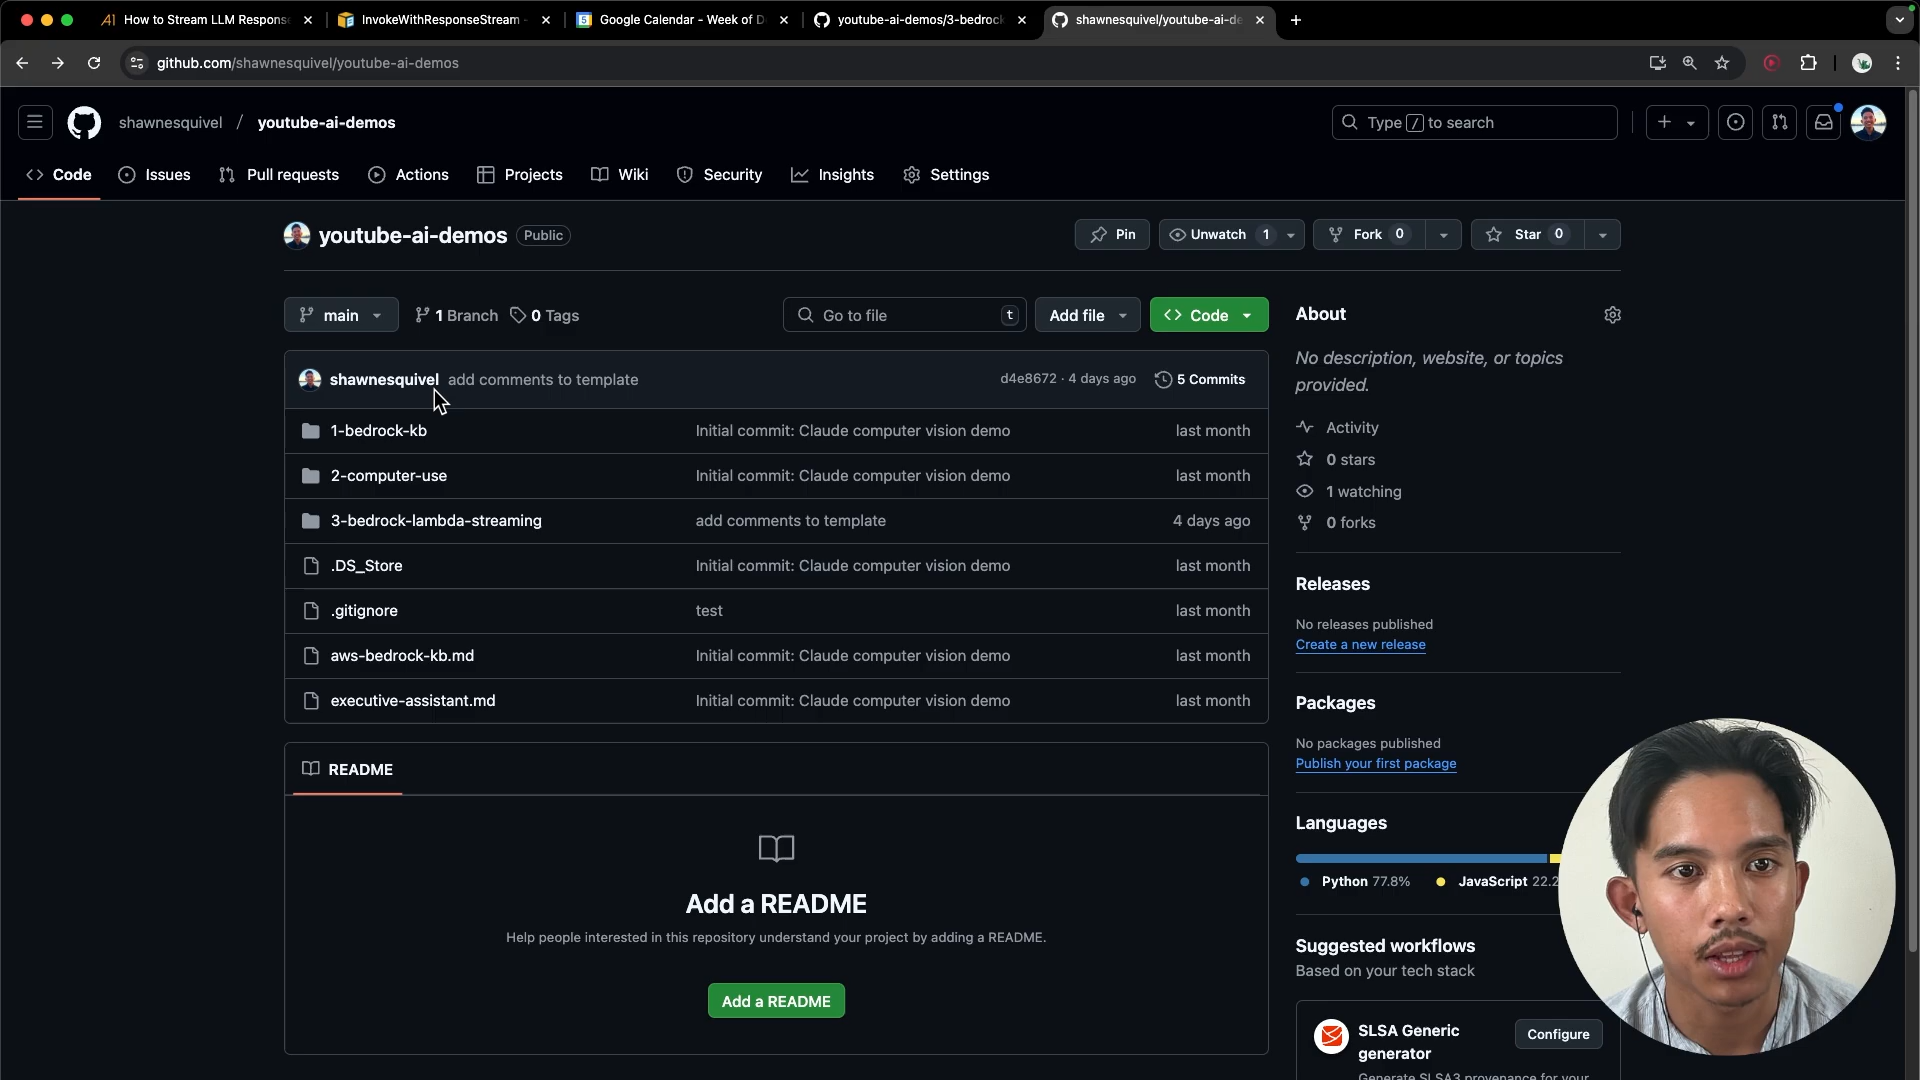 How to Stream LLM Response
InvokeWithResponseStream -
5 Google Calendar - Week of D
youtube-ai-demos/3-bedrock
shawnesquivel/youtube-ai-de
github.com/shawnesquivel/youtube-ai-demos
shawnesquivel / youtube-ai-demos
Type / to search
Code
Issues
Pull requests
Actions
Projects
Wiki
Security
Insights
Settings
youtube-ai-demos Public
Pin
Unwatch 1
Fork 0
Star 0
main
1 Branch
0 Tags
Go to file t
Add file
<> Code
shawnesquivel add comments to template d4e8672 · 4 days ago 5 Commits
1-bedrock-kb Initial commit: Claude computer vision demo last month
2-computer-use Initial commit: Claude computer vision demo last month
3-bedrock-lambda-streaming add comments to template 4 days ago
.DS_Store Initial commit: Claude computer vision demo last month
.gitignore test last month
aws-bedrock-kb.md Initial commit: Claude computer vision demo last month
executive-assistant.md Initial commit: Claude computer vision demo last month
README
Add a README
Help people interested in this repository understand your project by adding a README.
Add a README
About
No description, website, or topics
provided.
Activity
0 stars
1 watching
0 forks
Releases
No releases published
Create a new release
Packages
No packages published
Publish your first package
Languages
Python 77.8% JavaScript 22.2
Suggested workflows
Based on your tech stack
SLSA Generic
generator
Configure
Generate SLSA3 provenance for your